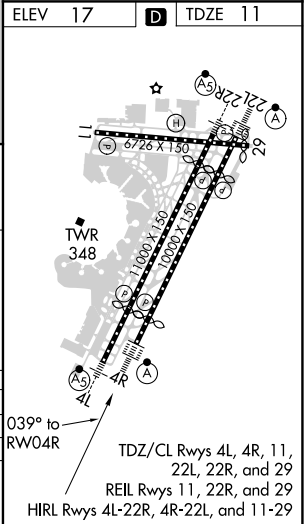 ELEV 17
D
TDZE 11
A5
22R
22L
A
H
11
P
6726 X 150
P
29
P
P
TWR
348
11000 X 150
10000 X 150
P
P
A5
4L
4R
A
039° to
RW04R
TDZ/CL Rwys 4L, 4R, 11,
22L, 22R, and 29
REIL Rwys 11, 22R, and 29
HIRL Rwys 4L-22R, 4R-22L, and 11-29